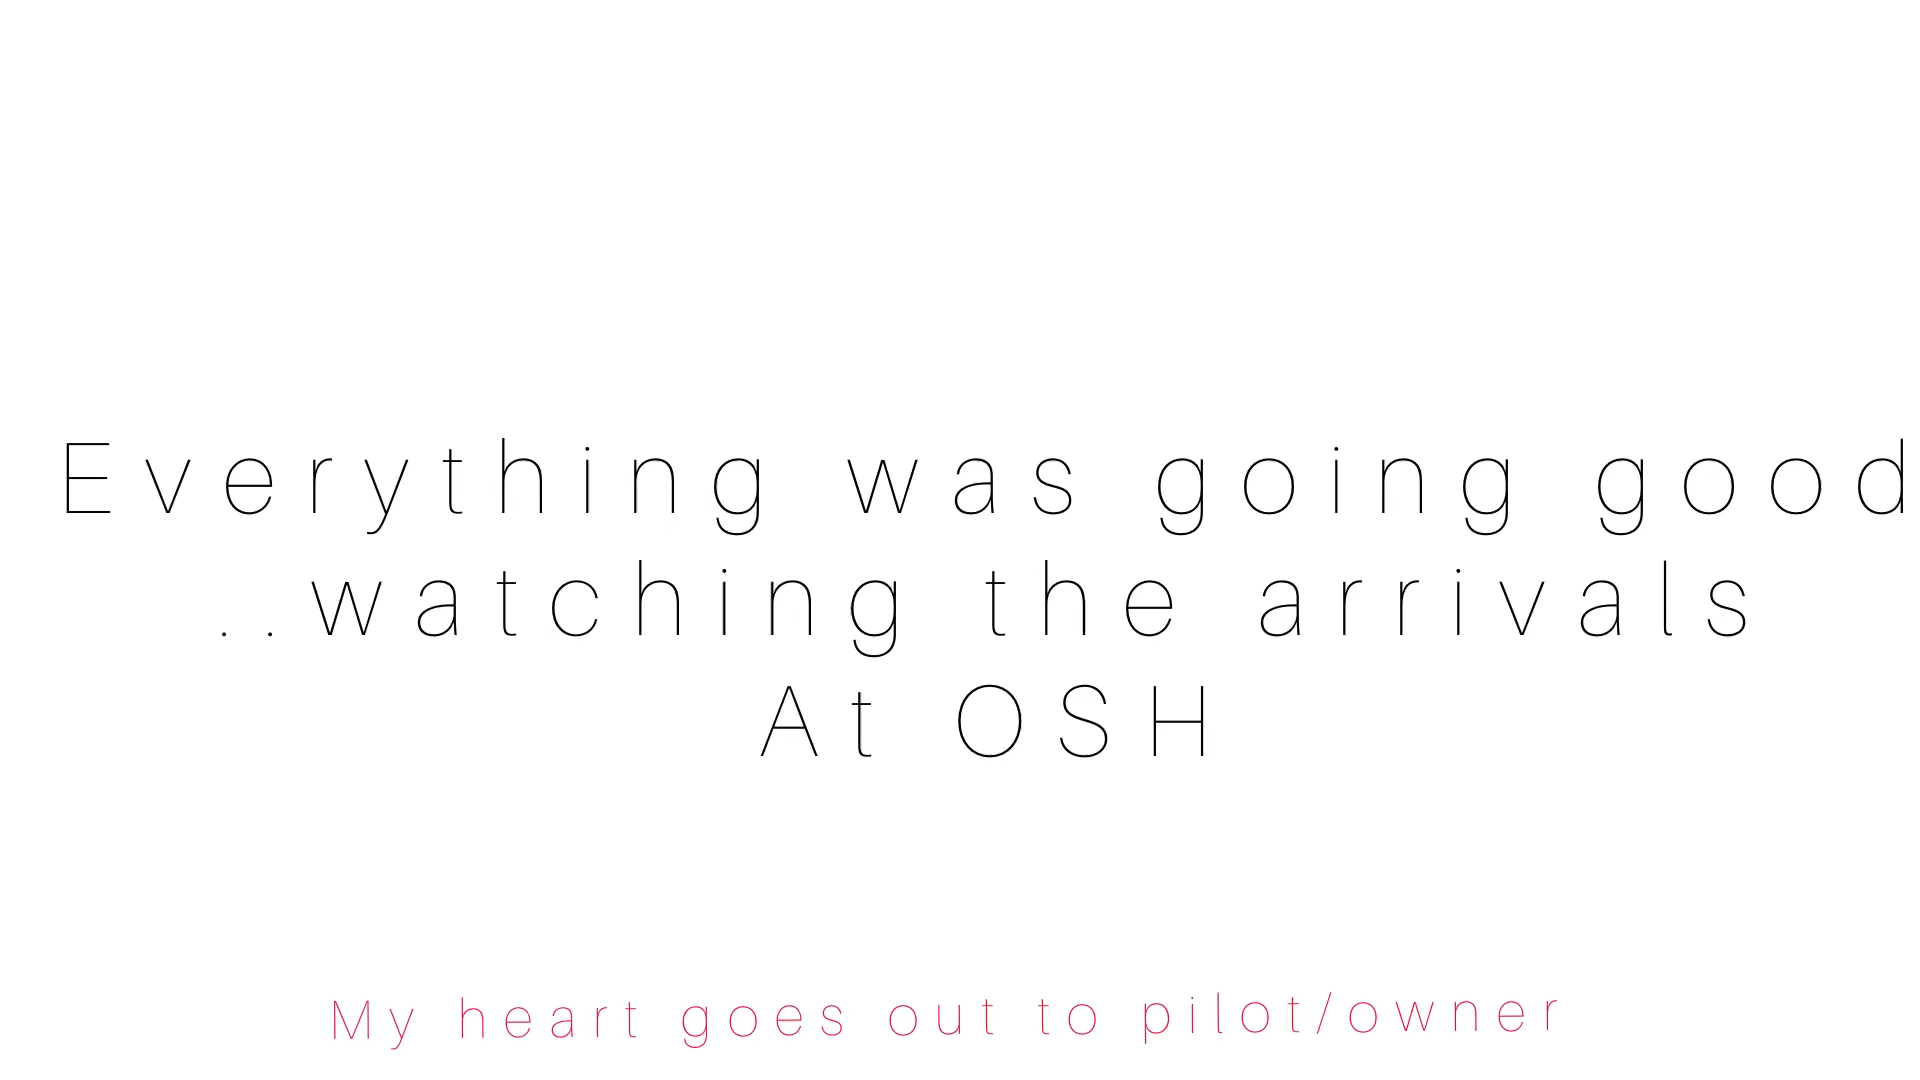 Everything was going good
..watching the arrivals
At OSH
My heart goes out to pilot/owner